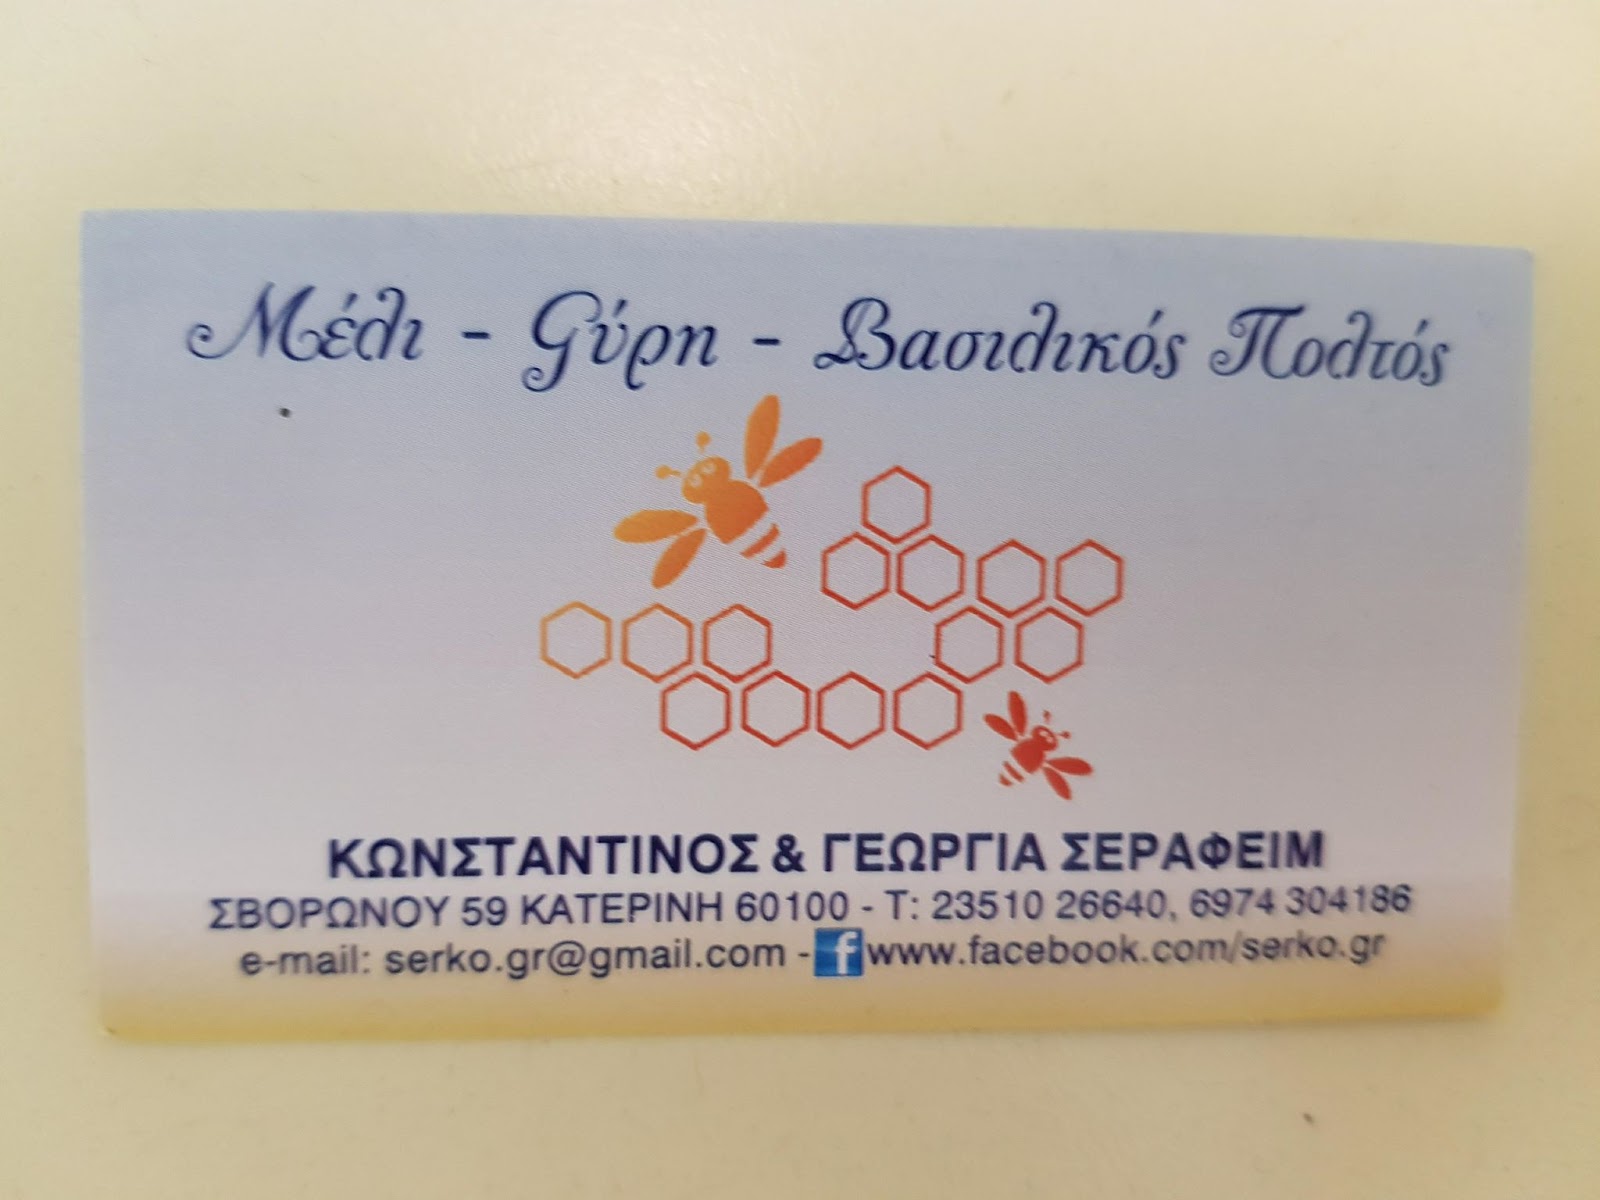 Μέλι - Gύρη - Βασιλικός Πολτός
ΚΩΝΣΤΑΝΤΙΝΟΣ & ΓΕΩΡΓΙΑ ΣΕΡΑΦΕΙΜ
ΣΒΟΡΩΝΟΥ 59 ΚΑΤΕΡΙΝΗ 60100 - Τ: 23510 26640, 6974 304186
e-mail: serko.gr@gmail.com - f www.facebook.com/serko.gr